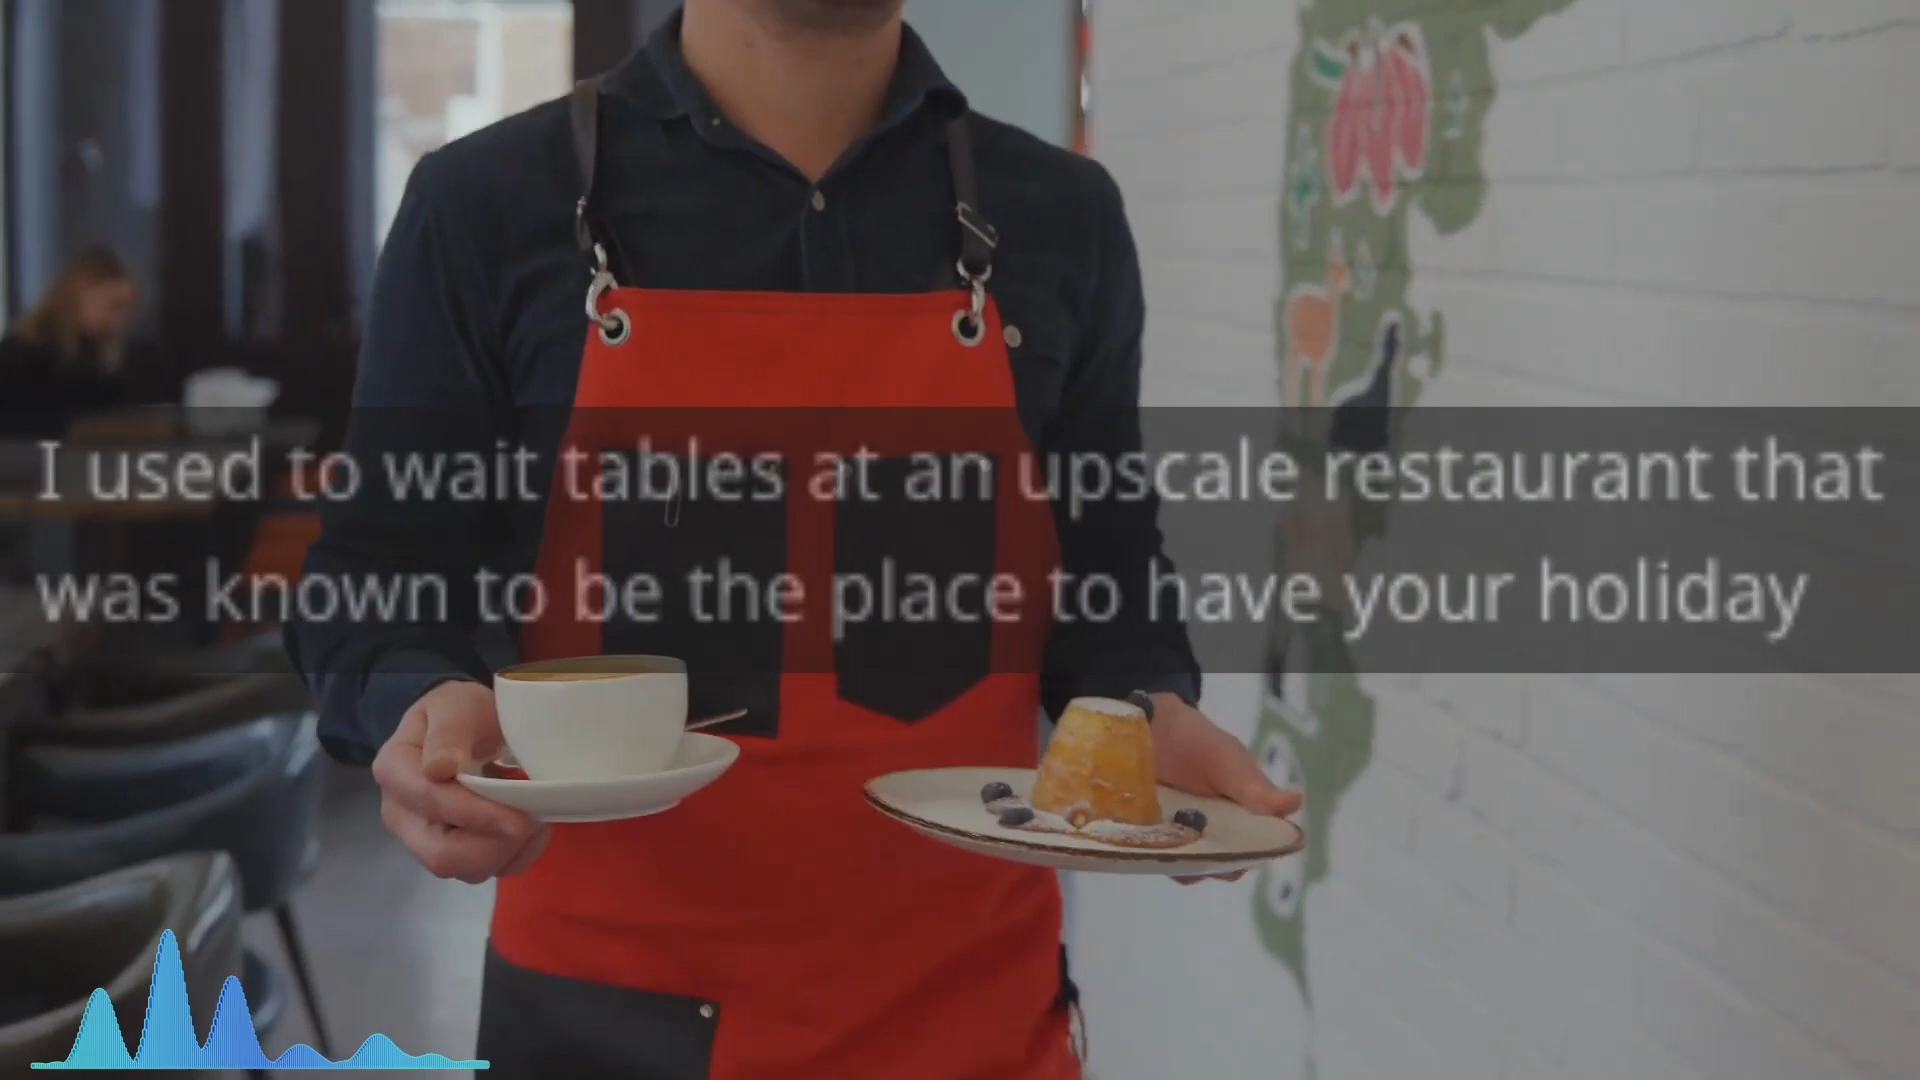 I used to wait tables at an upscale restaurant that
was known to be the place to have your holiday